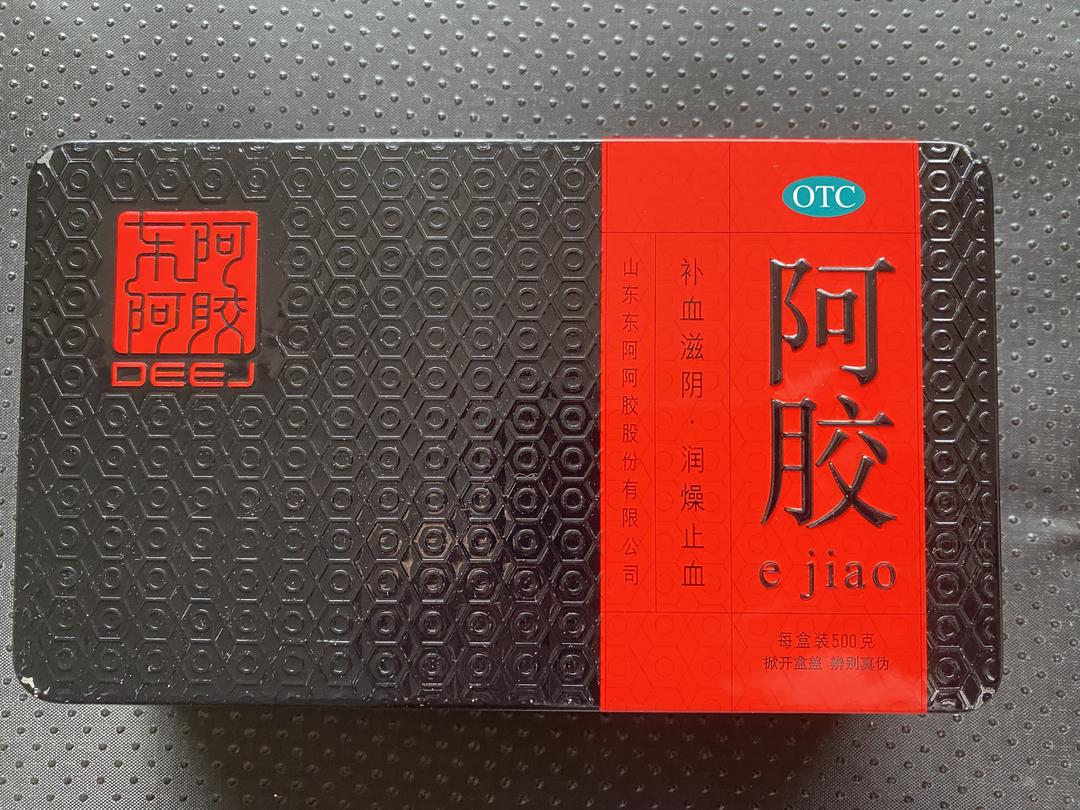 东阿
阿胶
DEEJ
OTC
阿胶
e jiao
补血滋阴·润燥止血
山东东阿阿胶股份有限公司
每盒装500克
掀开盒盖 辨别真伪